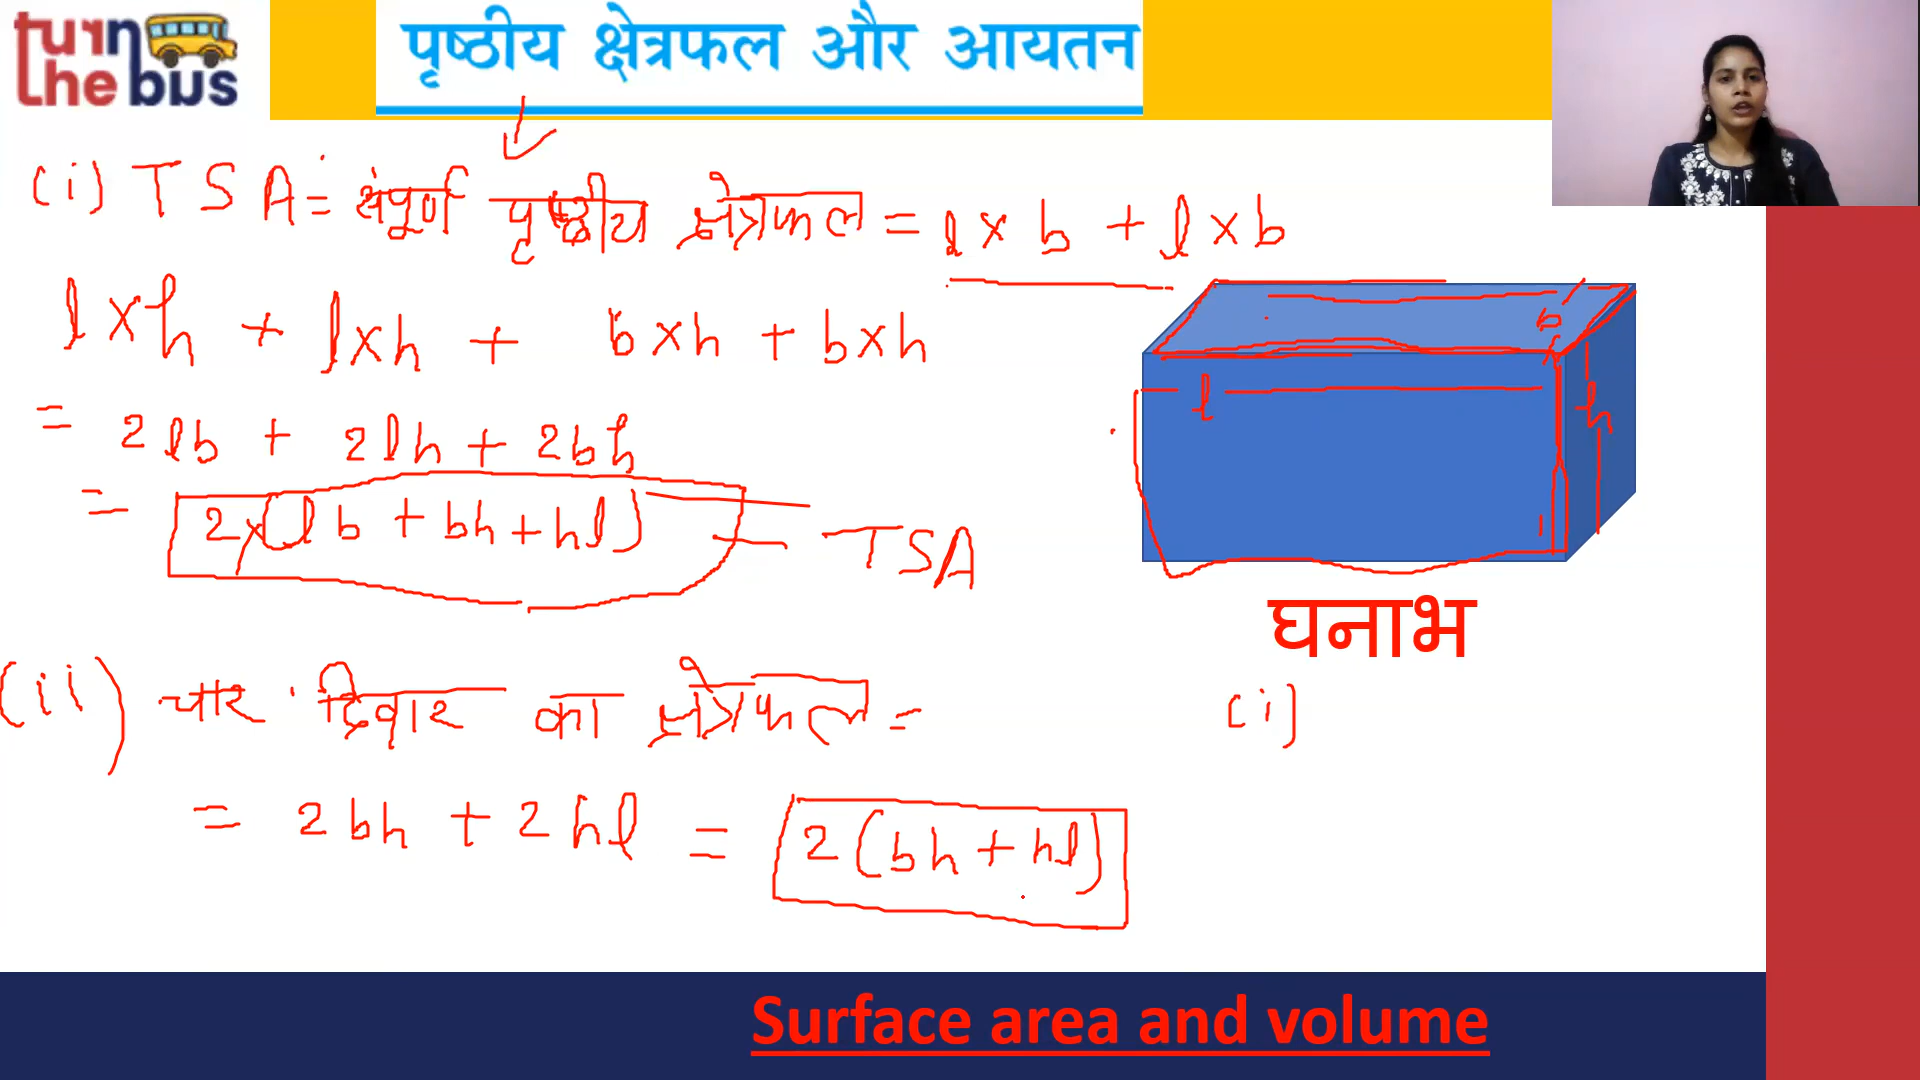 turn
the bus
पृष्ठीय क्षेत्रफल और आयतन
(i) TSA = संपूर्ण पृष्ठीय क्षेत्रफल = l x b + l x b
l x h + l x h + b x h + b x h
= 2lb + 2lh + 2bh
= 2x(lb + bh + hl) = TSA
b
l
h
घनाभ
(ii) चार दिवार का क्षेत्रफल =
(i)
= 2bh + 2hl = 2(bh + hl)
Surface area and volume